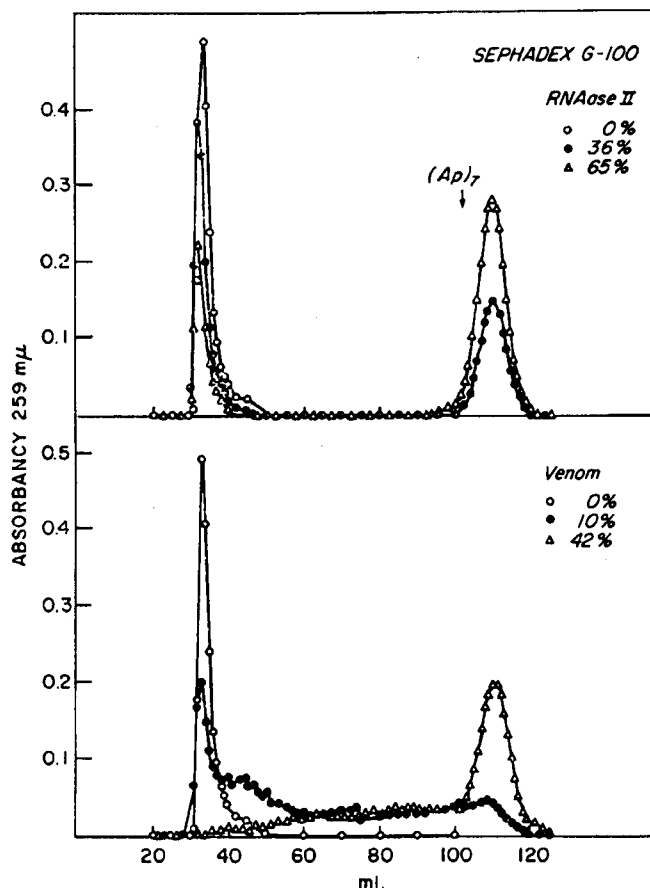 SEPHADEX G-100
RNAase II
○ 0%
● 36%
△ 65%
(Ap)7
↓
0.4
0.3
0.2
0.1
ABSORBANCY 259 mμ
Venom
○ 0%
● 10%
△ 42%
0.5
0.4
0.3
0.2
0.1
20 40 60 80 100 120
ml.